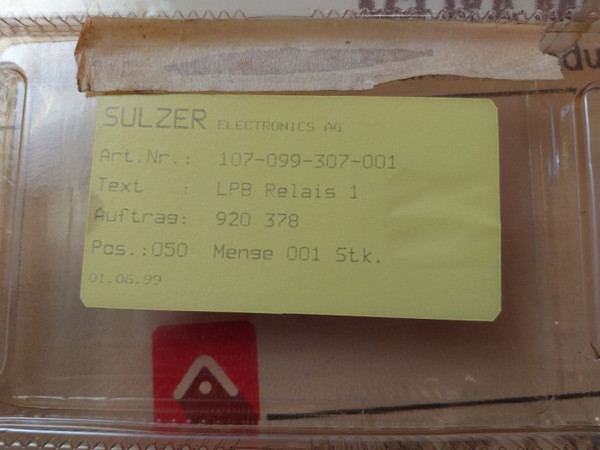 SULZER ELECTRONICS AG
Art.Nr.: 107-099-307-001
Text : LPB Relais 1
Auftrag: 920 378
Pos.:050 Menge 001 Stk.
01.06.99